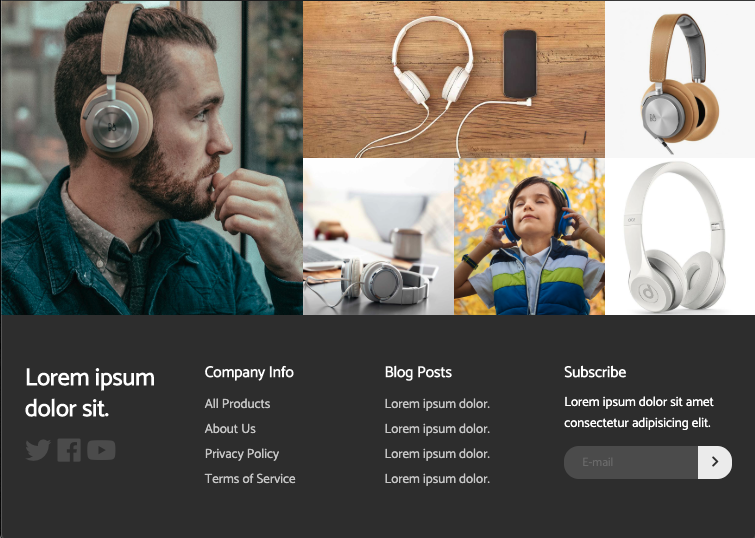 Lorem ipsum
dolor sit.
Company Info
All Products
About Us
Privacy Policy
Terms of Service
Blog Posts
Lorem ipsum dolor.
Lorem ipsum dolor.
Lorem ipsum dolor.
Lorem ipsum dolor.
Subscribe
Lorem ipsum dolor sit amet
consectetur adipisicing elit.
E-mail